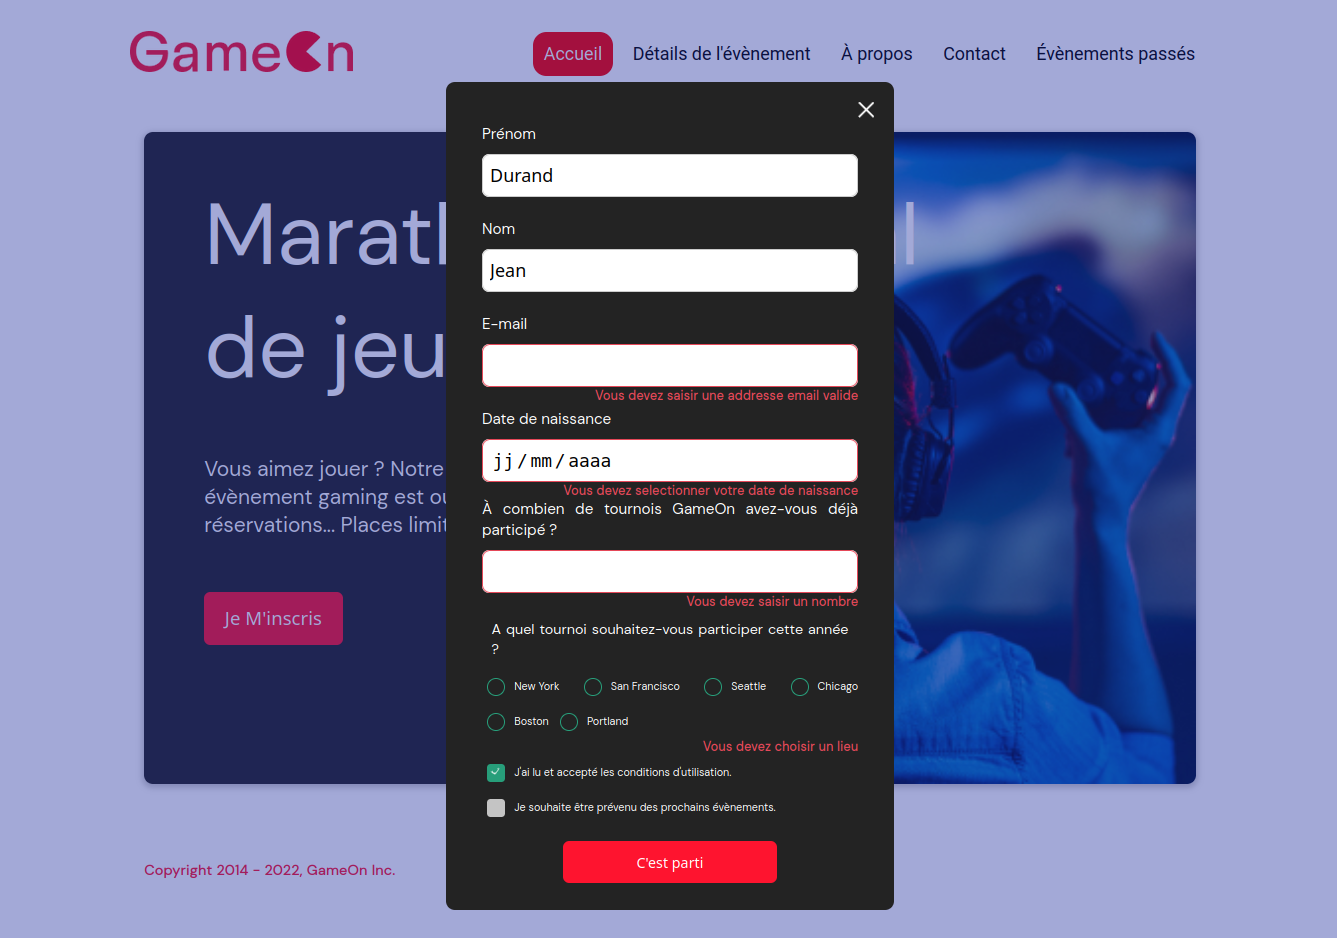 GameOn
Accueil
Détails de l'évènement
À propos
Contact
Évènements passés
Prénom
Durand
Nom
Jean
E-mail
Vous devez saisir une addresse email valide
Date de naissance
jj/mm/aaaa
Vous devez selectionner votre date de naissance
À combien de tournois GameOn avez-vous déjà
participé ?
Vous devez saisir un nombre
A quel tournoi souhaitez-vous participer cette année
?
New York
San Francisco
Seattle
Chicago
Boston
Portland
Vous devez choisir un lieu
J'ai lu et accepté les conditions d'utilisation.
Je souhaite être prévenu des prochains évènements.
C'est parti
de jeu
Vous aimez jouer ? Notre
évènement gaming est
réservations... Places
Je M'inscris
Copyright 2014 - 2022, GameOn Inc.